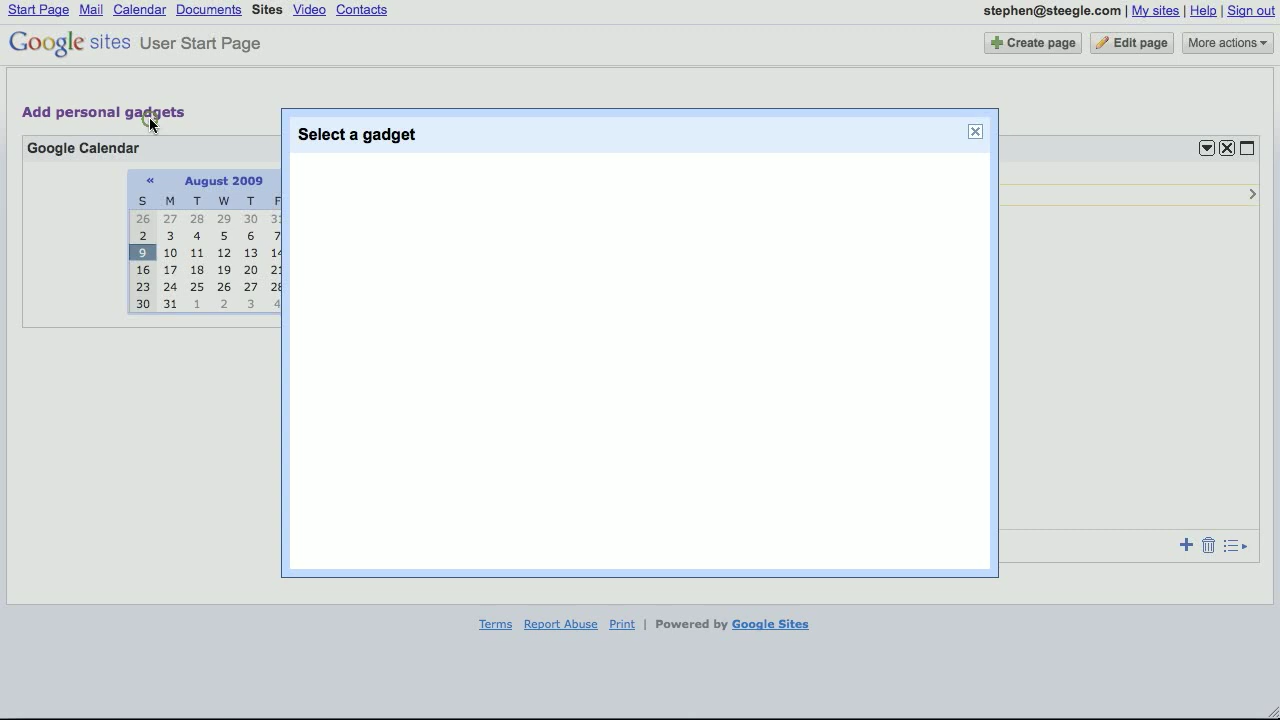 Start Page Mail Calendar Documents Sites Video Contacts
stephen@steegle.com | My sites | Help | Sign out
Google sites User Start Page
Create page Edit page More actions
Add personal gadgets
Select a gadget
Google Calendar
« August 2009
S M T W T F
26 27 28 29 30 31
2 3 4 5 6 7
9 10 11 12 13 14
16 17 18 19 20 21
23 24 25 26 27 28
30 31 1 2 3 4
Terms Report Abuse Print | Powered by Google Sites